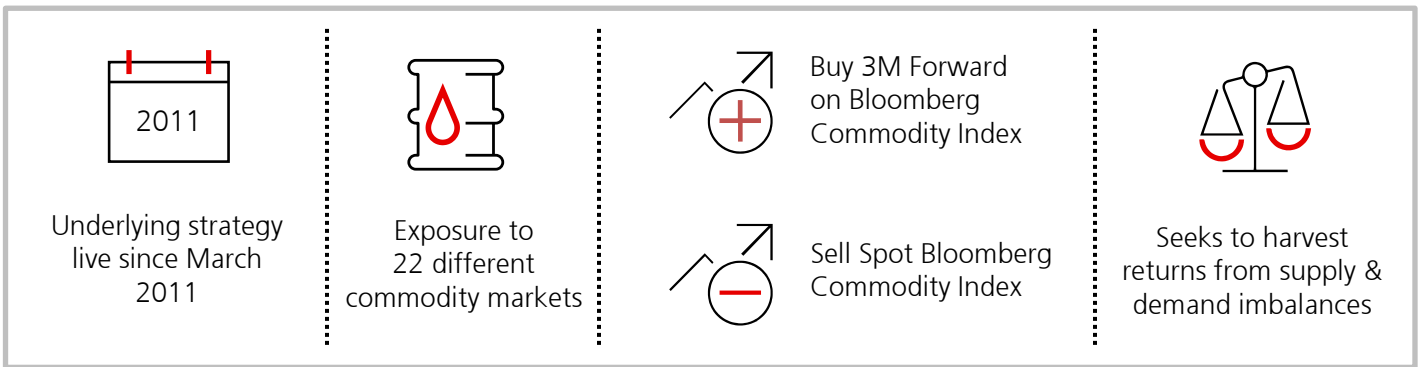 2011
Underlying strategy
live since March
2011
Exposure to
22 different
commodity markets
Buy 3M Forward
on Bloomberg
Commodity Index
Sell Spot Bloomberg
Commodity Index
Seeks to harvest
returns from supply &
demand imbalances